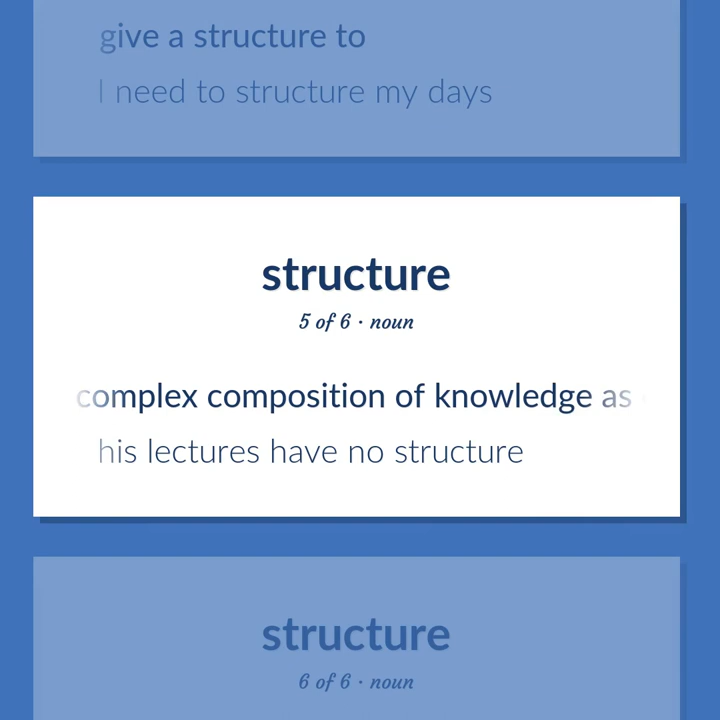 give a structure to
I need to structure my days
structure
5 of 6 · noun
complex composition of knowledge as
his lectures have no structure
structure
6 of 6 · noun